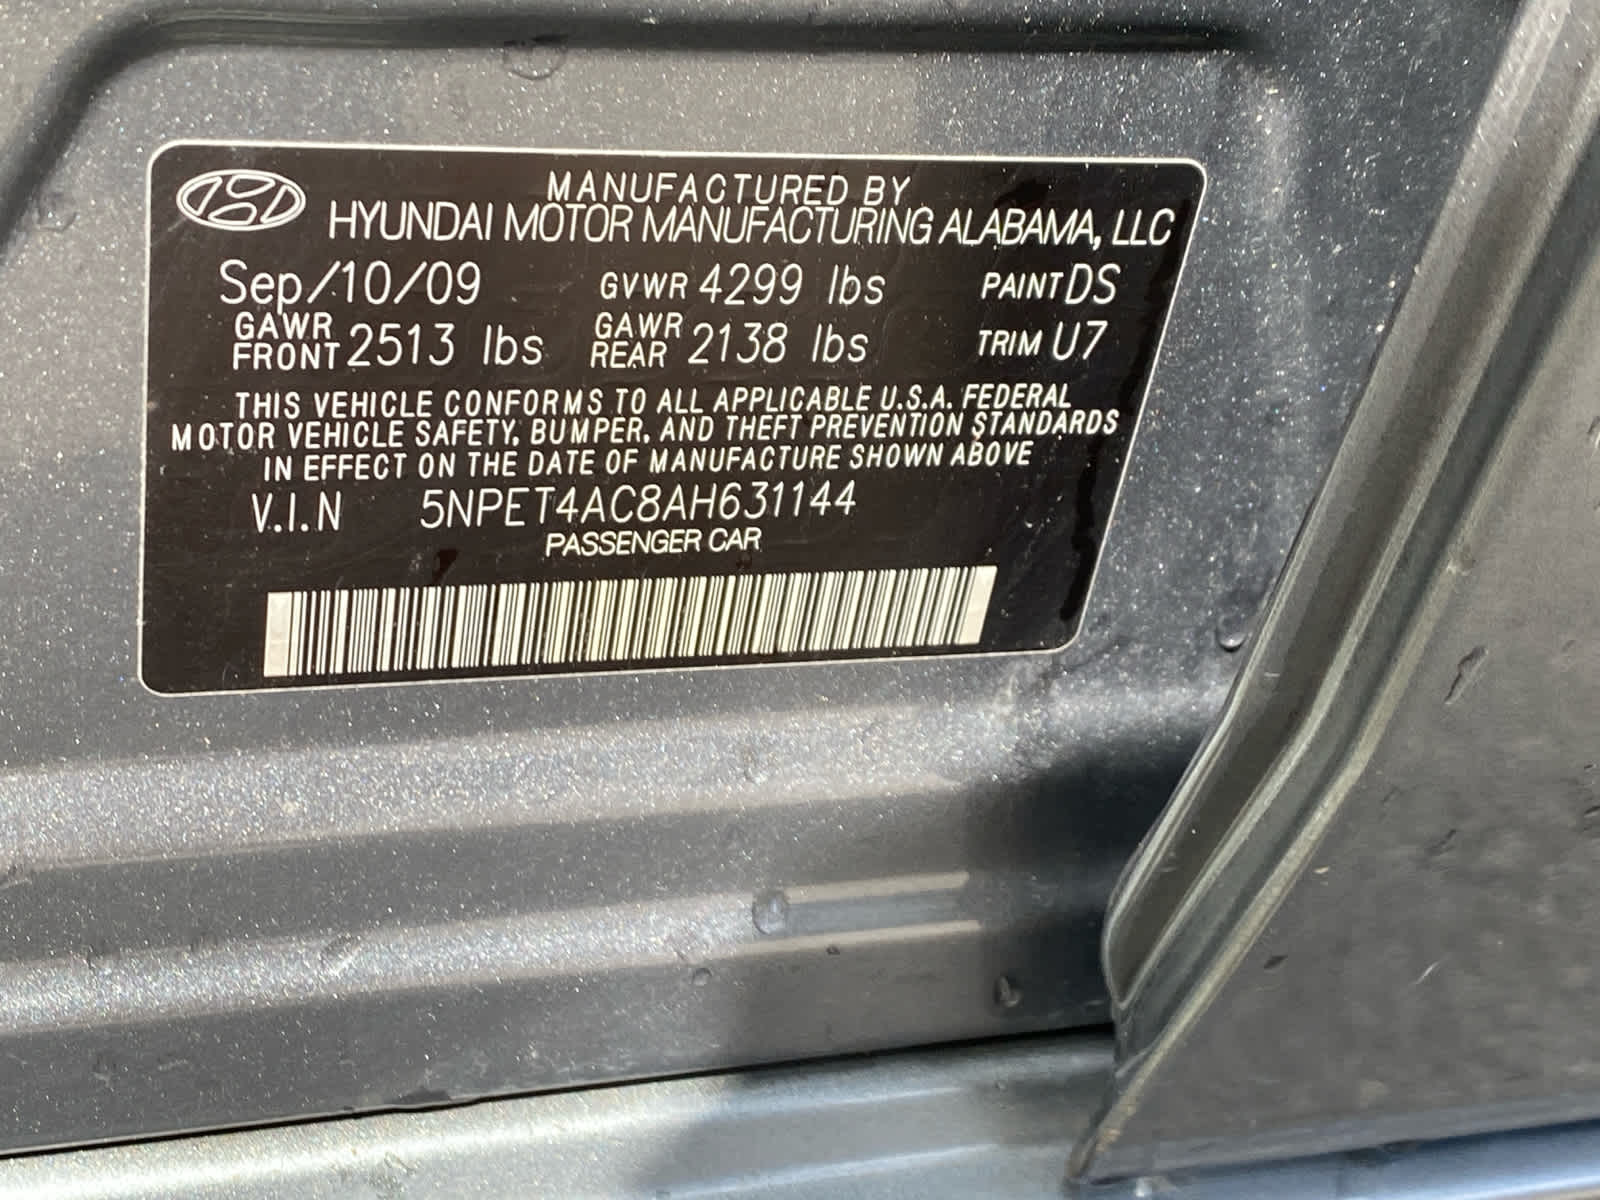 MANUFACTURED BY
HYUNDAI MOTOR MANUFACTURING ALABAMA, LLC
Sep/10/09 GVWR 4299 lbs PAINT DS
GAWR FRONT 2513 lbs GAWR REAR 2138 lbs TRIM U7
THIS VEHICLE CONFORMS TO ALL APPLICABLE U.S.A. FEDERAL
MOTOR VEHICLE SAFETY, BUMPER, AND THEFT PREVENTION STANDARDS
IN EFFECT ON THE DATE OF MANUFACTURE SHOWN ABOVE
V.I.N 5NPET4AC8AH631144
PASSENGER CAR